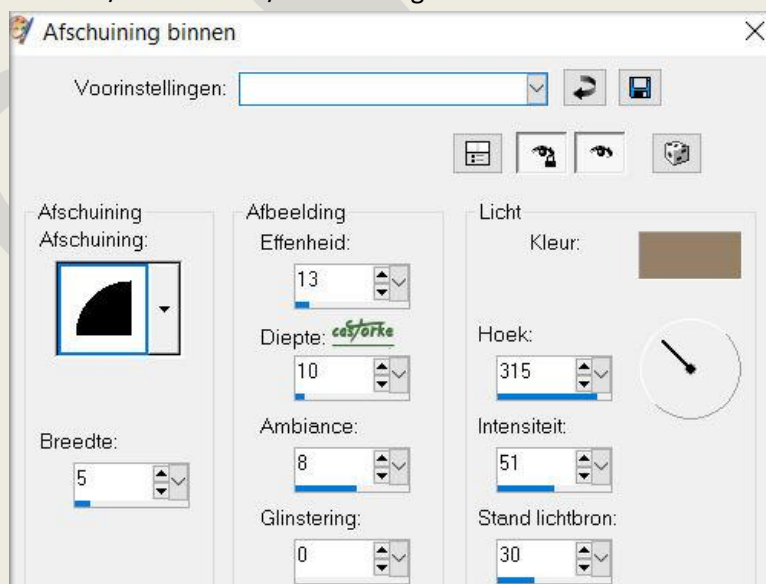 Afschuining binnen
Voorinstellingen:
Afschuining
Afschuining:
Breedte:
5
Afbeelding
Effenheid:
13
Diepte: castorke
10
Ambiance:
8
Glinstering:
0
Licht
Kleur:
Hoek:
315
Intensiteit:
51
Stand lichtbron:
30